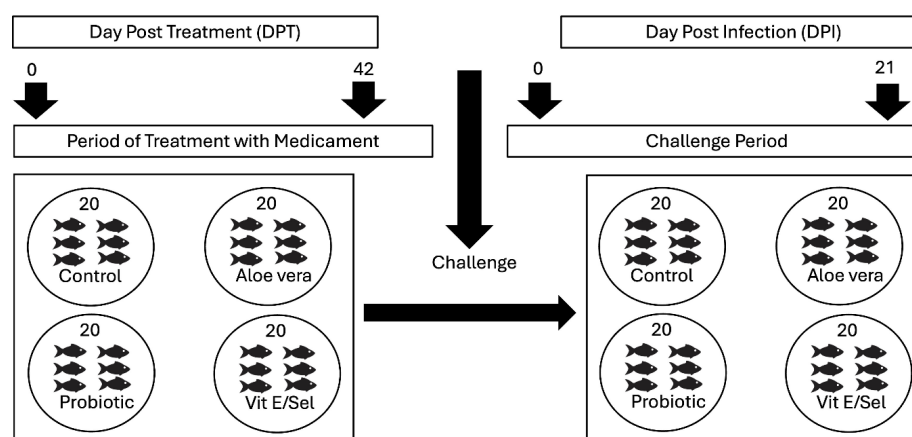 Day Post Treatment (DPT)
Day Post Infection (DPI)
0
42
0
21
Period of Treatment with Medicament
Challenge Period
20
20
20
20
Control
Aloe vera
Challenge
Control
Aloe vera
20
20
20
20
Probiotic
Vit E/Sel
Probiotic
Vit E/Sel